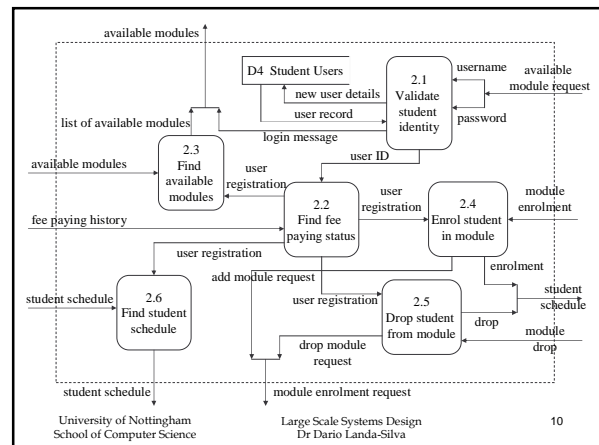 available modules
D4 Student Users
2.1
Validate
student
identity
username
available
module request
password
new user details
user record
list of available modules
login message
2.3
Find
available
modules
user ID
available modules
user
registration
2.2
Find fee
paying status
user
registration
2.4
Enrol student
in module
module
enrolment
fee paying history
user registration
add module request
enrolment
student schedule
2.6
Find student
schedule
user registration
2.5
Drop student
from module
student
schedule
drop
drop module
request
module
drop
student schedule
module enrolment request
University of Nottingham
School of Computer Science
Large Scale Systems Design
Dr Dario Landa-Silva
10